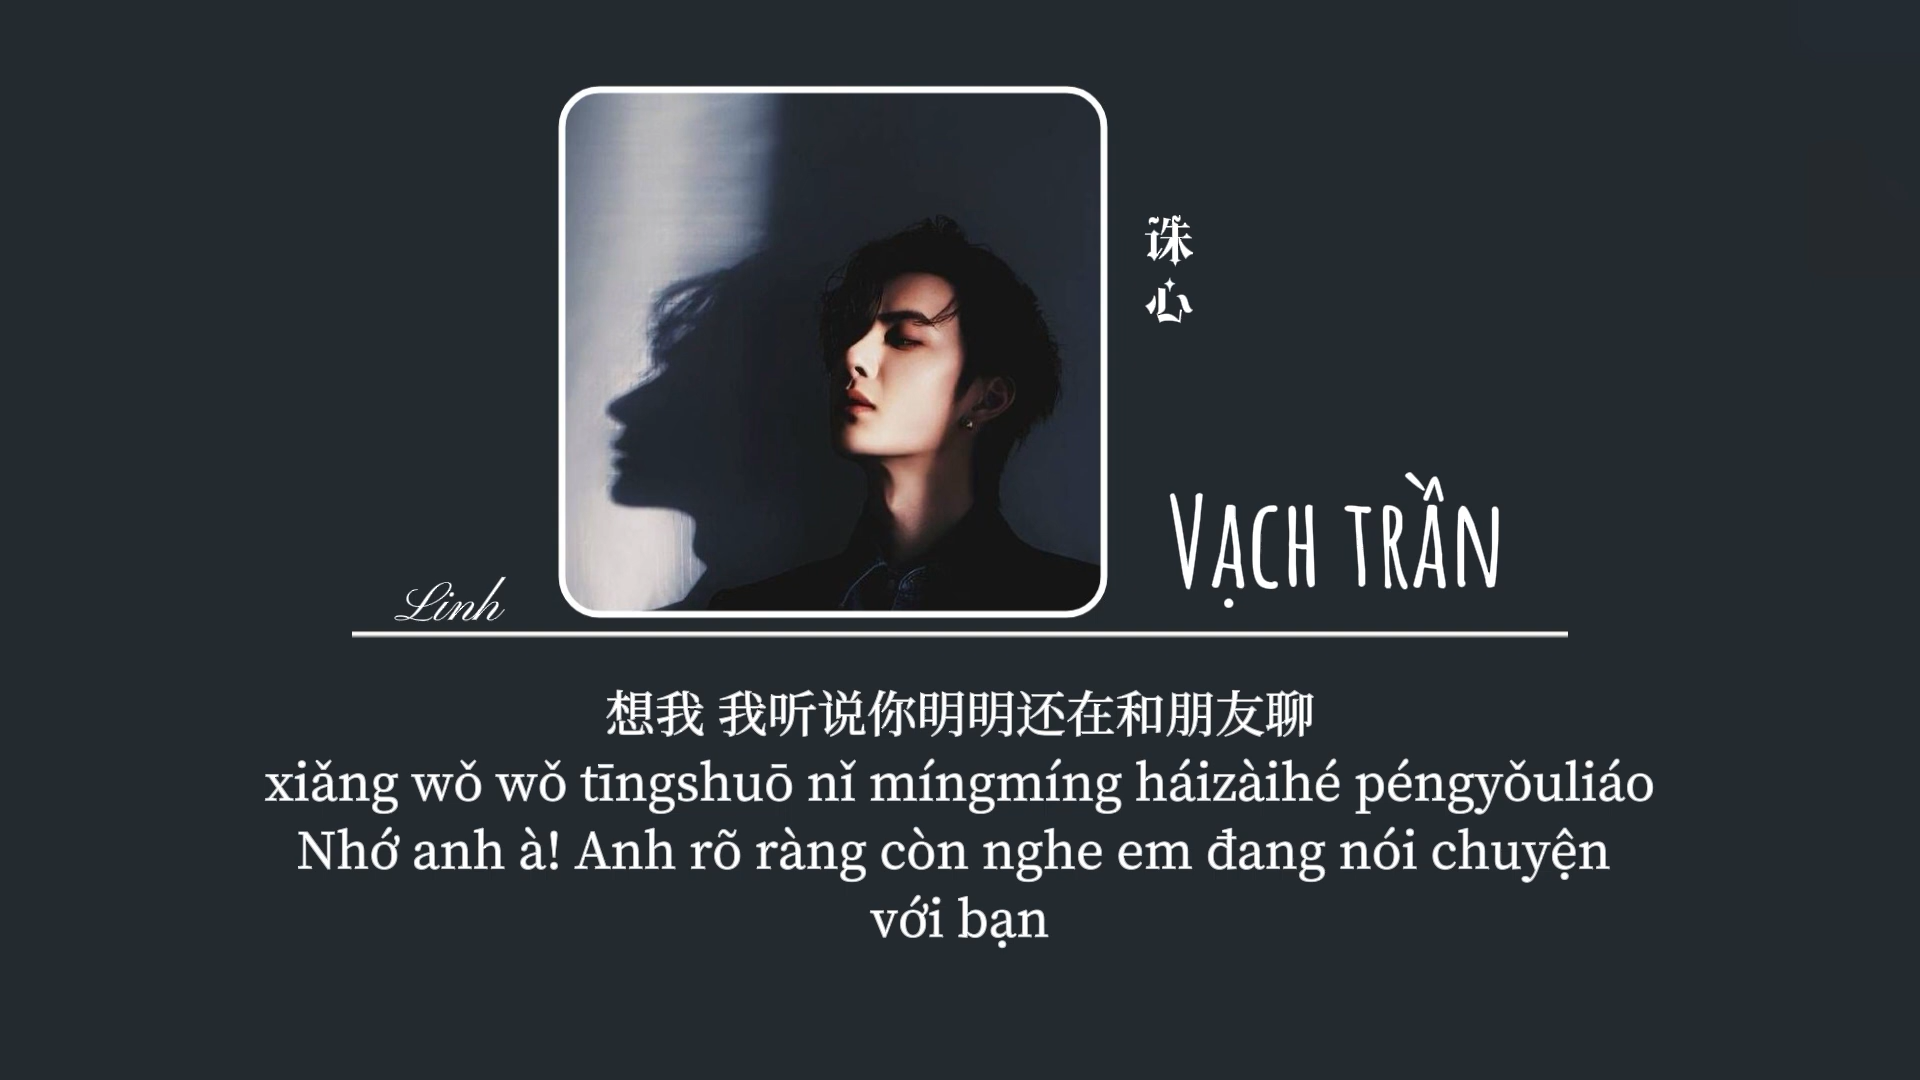 诛心
Vạch trần
Linh
想我 我听说你明明还在和朋友聊
xiǎng wǒ wǒ tīngshuō nǐ míngmíng háizàihé péngyǒuliáo
Nhớ anh à! Anh rõ ràng còn nghe em đang nói chuyện
với bạn